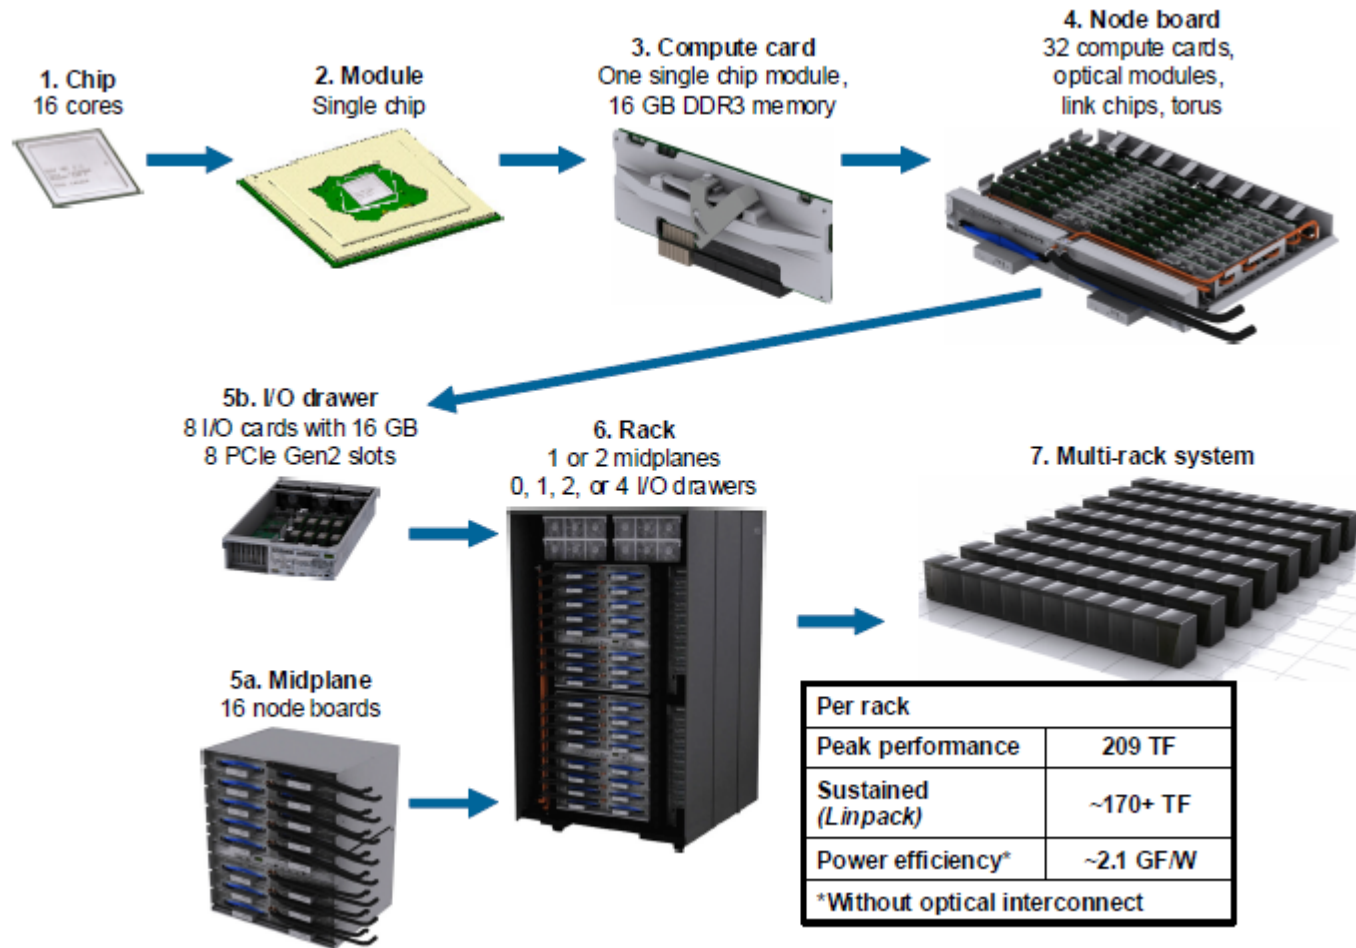 1. Chip
16 cores
2. Module
Single chip
3. Compute card
One single chip module,
16 GB DDR3 memory
4. Node board
32 compute cards,
optical modules,
link chips, torus
5b. I/O drawer
8 I/O cards with 16 GB
8 PCIe Gen2 slots
6. Rack
1 or 2 midplanes
0, 1, 2, or 4 I/O drawers
7. Multi-rack system
5a. Midplane
16 node boards
Per rack
Peak performance 209 TF
Sustained
(Linpack) ~170+ TF
Power efficiency* ~2.1 GF/W
*Without optical interconnect